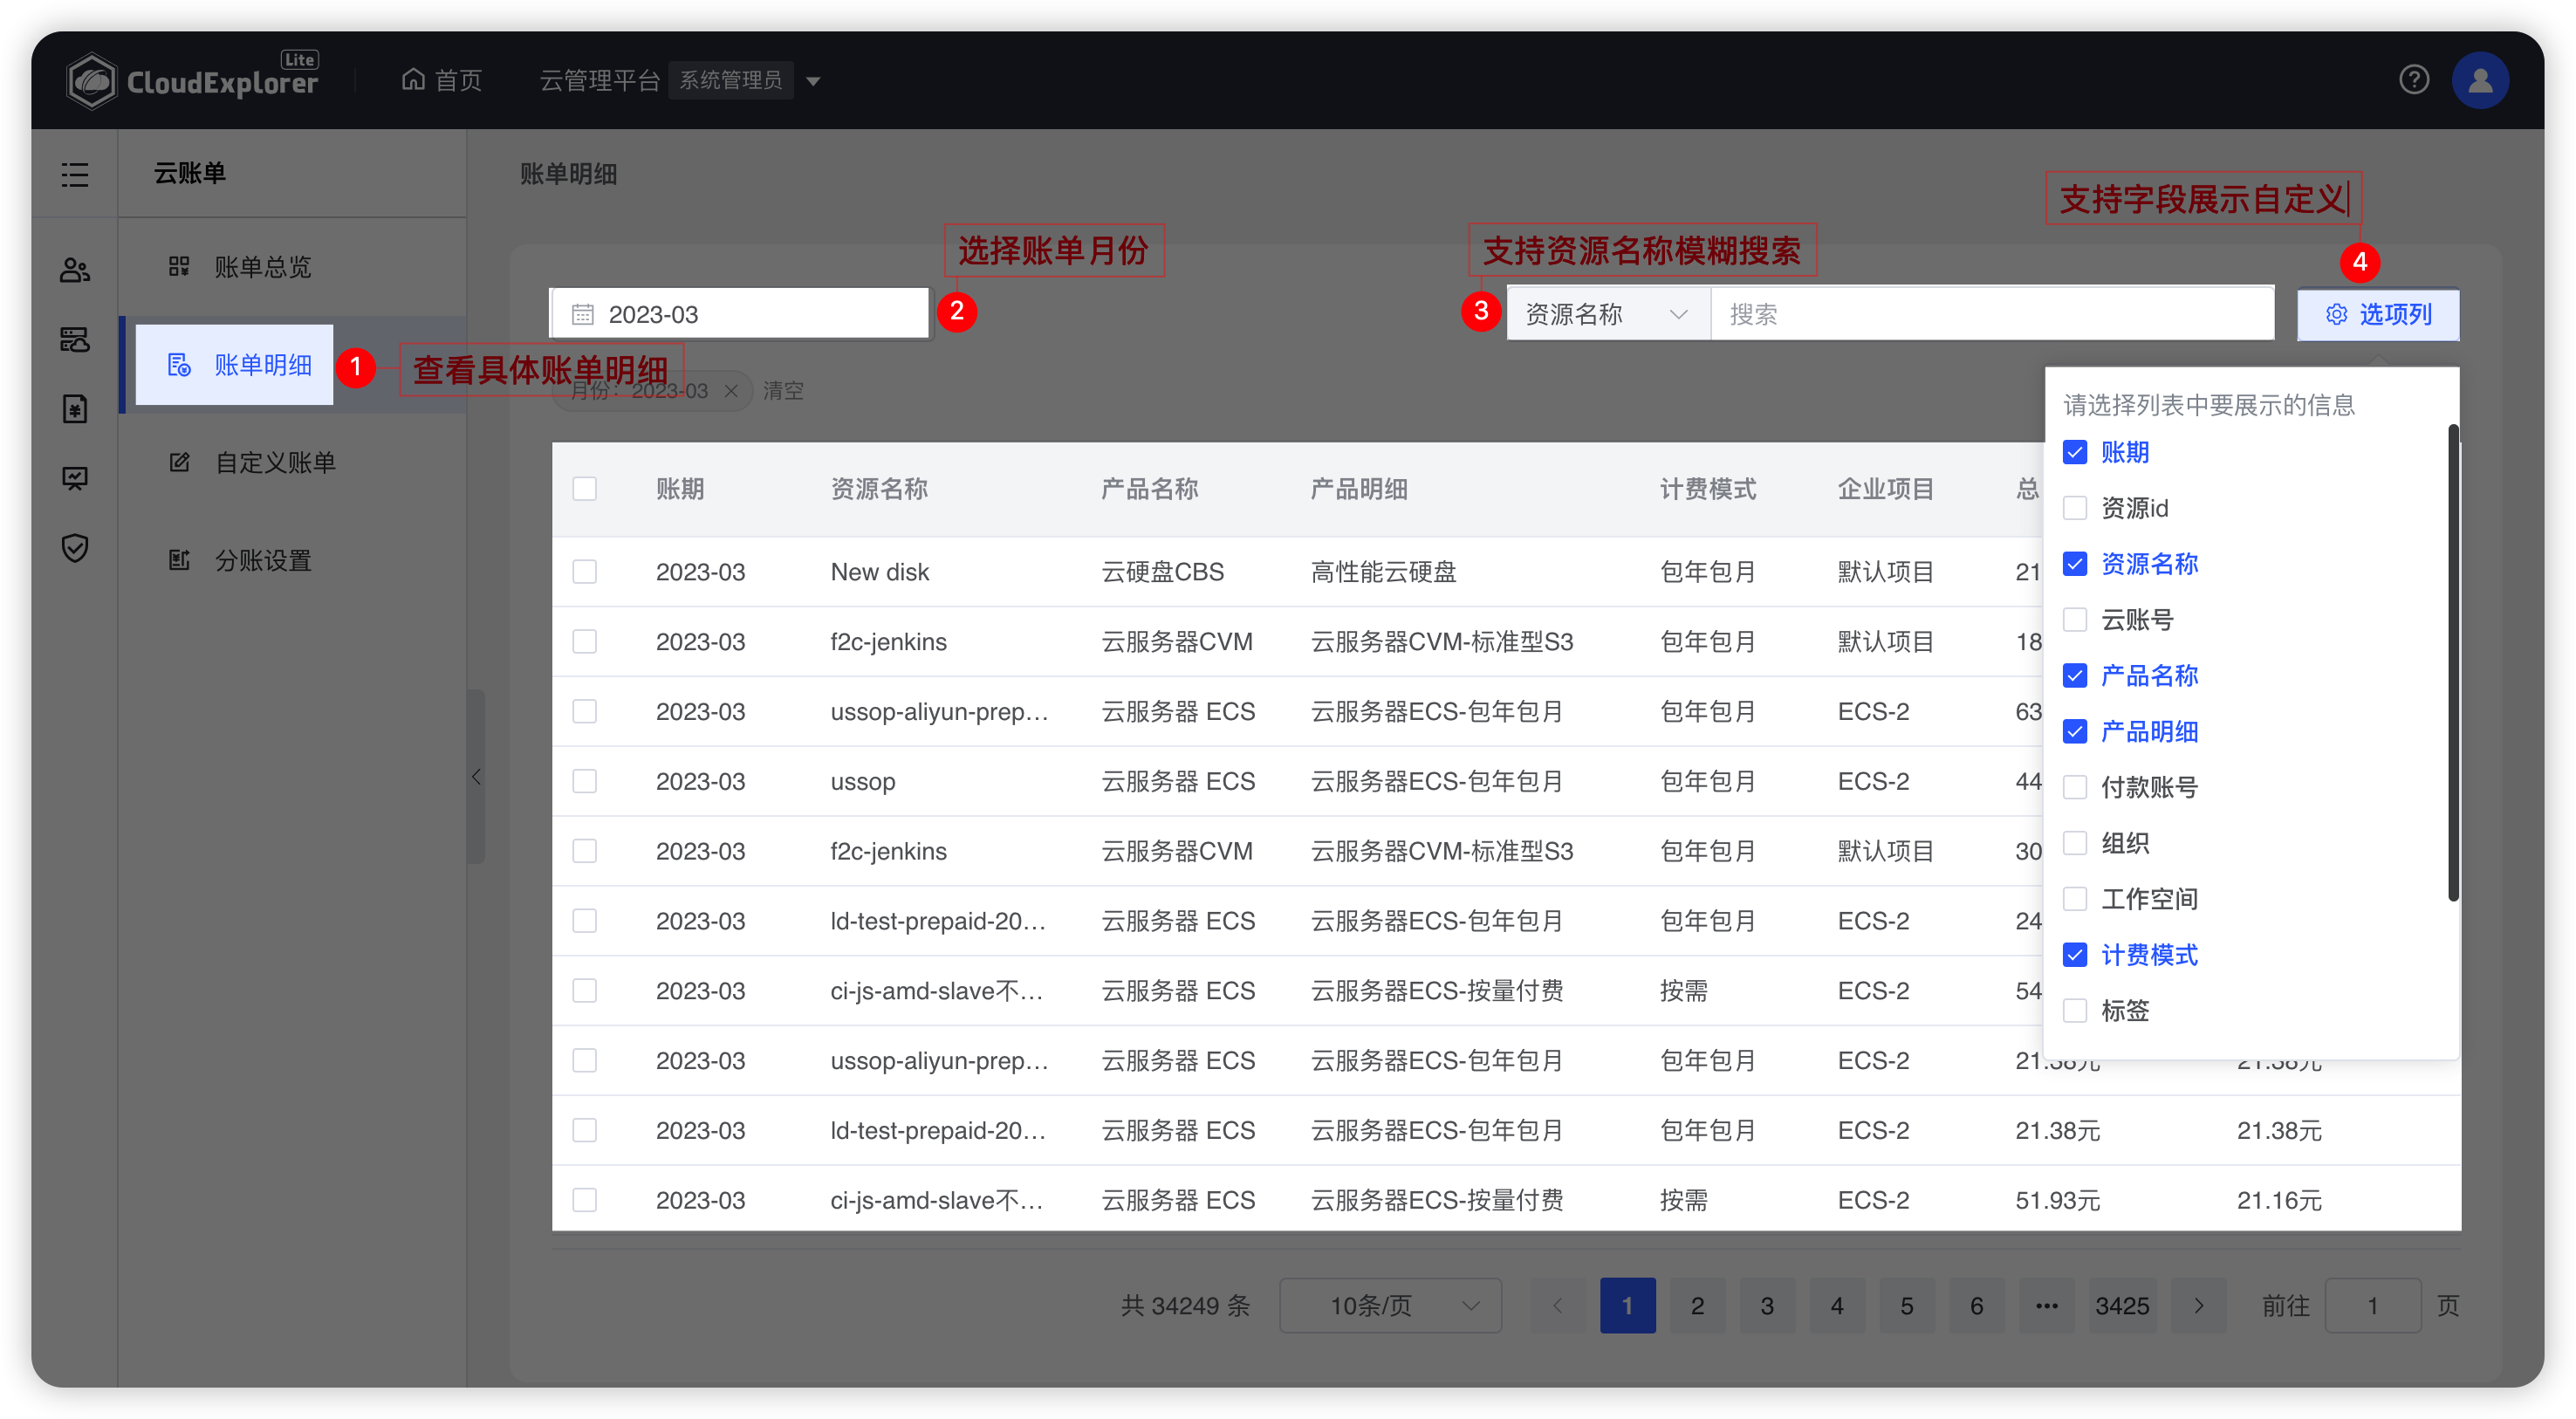 CloudExplorer Lite
首页
云管理平台 系统管理员
云账单
账单总览
账单明细
自定义账单
分账设置
账单明细
1 查看具体账单明细
选择账单月份
2
支持资源名称模糊搜索
3
支持字段展示自定义
4
2023-03
资源名称 搜索
选项列
月份: 2023-03 清空
账期 资源名称 产品名称 产品明细 计费模式 企业项目 总
2023-03 New disk 云硬盘CBS 高性能云硬盘 包年包月 默认项目 21
2023-03 f2c-jenkins 云服务器CVM 云服务器CVM-标准型S3 包年包月 默认项目 18
2023-03 ussop-aliyun-prep… 云服务器 ECS 云服务器ECS-包年包月 包年包月 ECS-2 63
2023-03 ussop 云服务器 ECS 云服务器ECS-包年包月 包年包月 ECS-2 44
2023-03 f2c-jenkins 云服务器CVM 云服务器CVM-标准型S3 包年包月 默认项目 30
2023-03 ld-test-prepaid-20… 云服务器 ECS 云服务器ECS-包年包月 包年包月 ECS-2 24
2023-03 ci-js-amd-slave不… 云服务器 ECS 云服务器ECS-按量付费 按需 ECS-2 54
2023-03 ussop-aliyun-prep… 云服务器 ECS 云服务器ECS-包年包月 包年包月 ECS-2 21.38元 21.38元
2023-03 ld-test-prepaid-20… 云服务器 ECS 云服务器ECS-包年包月 包年包月 ECS-2 21.38元 21.38元
2023-03 ci-js-amd-slave不… 云服务器 ECS 云服务器ECS-按量付费 按需 ECS-2 51.93元 21.16元
请选择列表中要展示的信息
账期
资源id
资源名称
云账号
产品名称
产品明细
付款账号
组织
工作空间
计费模式
标签
共 34249 条 10条/页 1 2 3 4 5 6 ••• 3425 前往 1 页